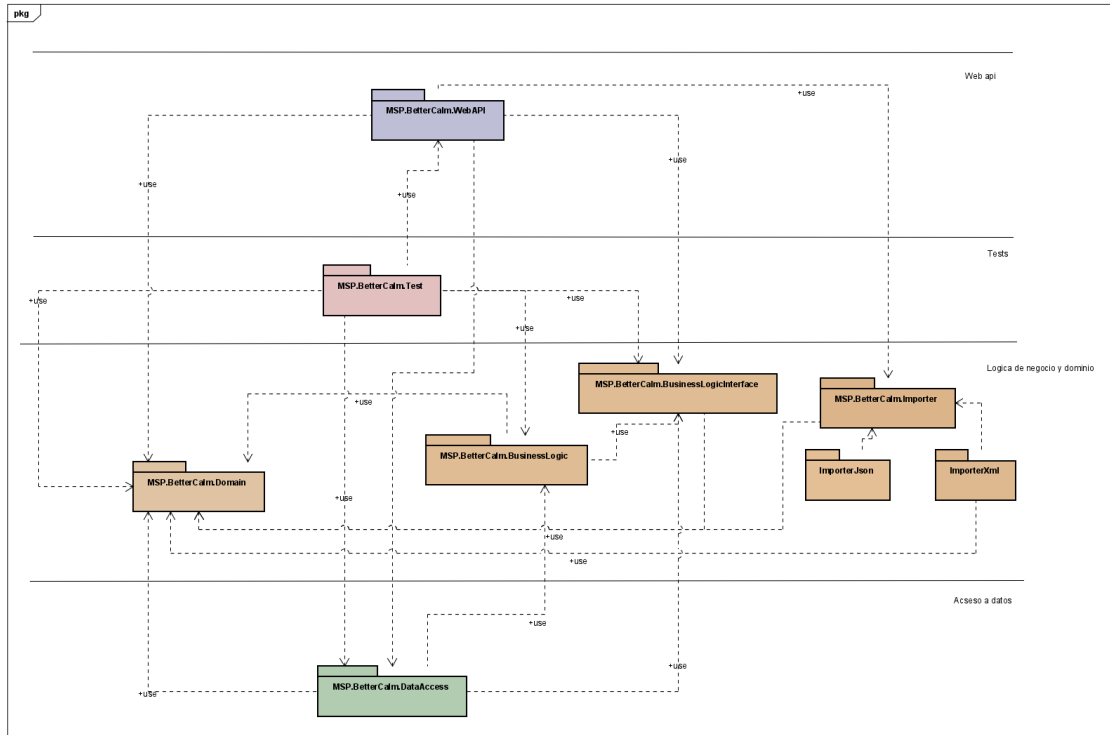 pkg
Web api
+use
MSP.BetterCalm.WebAPI
+use
+use
+use
Tests
MSP.BetterCalm.Test
+use
+use
+use
+use
Logica de negocio y dominio
MSP.BetterCalm.BusinessLogicInterface
MSP.BetterCalm.Importer
+use
+use
MSP.BetterCalm.BusinessLogic
ImporterJson
ImporterXml
MSP.BetterCalm.Domain
+use
+use
+use
Acseso a datos
+use
MSP.BetterCalm.DataAccess
+use
+use